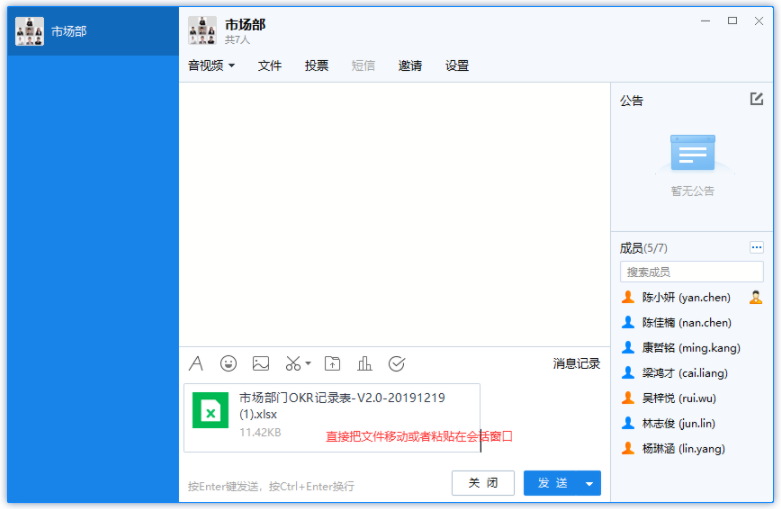 市场部
市场部
共7人
音视频 文件 投票 短信 邀请 设置
公告
暂无公告
成员(5/7)
搜索成员
陈小妍 (yan.chen)
陈佳楠 (nan.chen)
康哲铭 (ming.kang)
梁鸿才 (cai.liang)
吴梓悦 (rui.wu)
林志俊 (jun.lin)
杨琳涵 (lin.yang)
消息记录
市场部门OKR记录表-V2.0-20191219
(1).xlsx
11.42KB
直接把文件移动或者粘贴在会话窗口
按Enter键发送，按Ctrl+Enter换行
关 闭
发 送